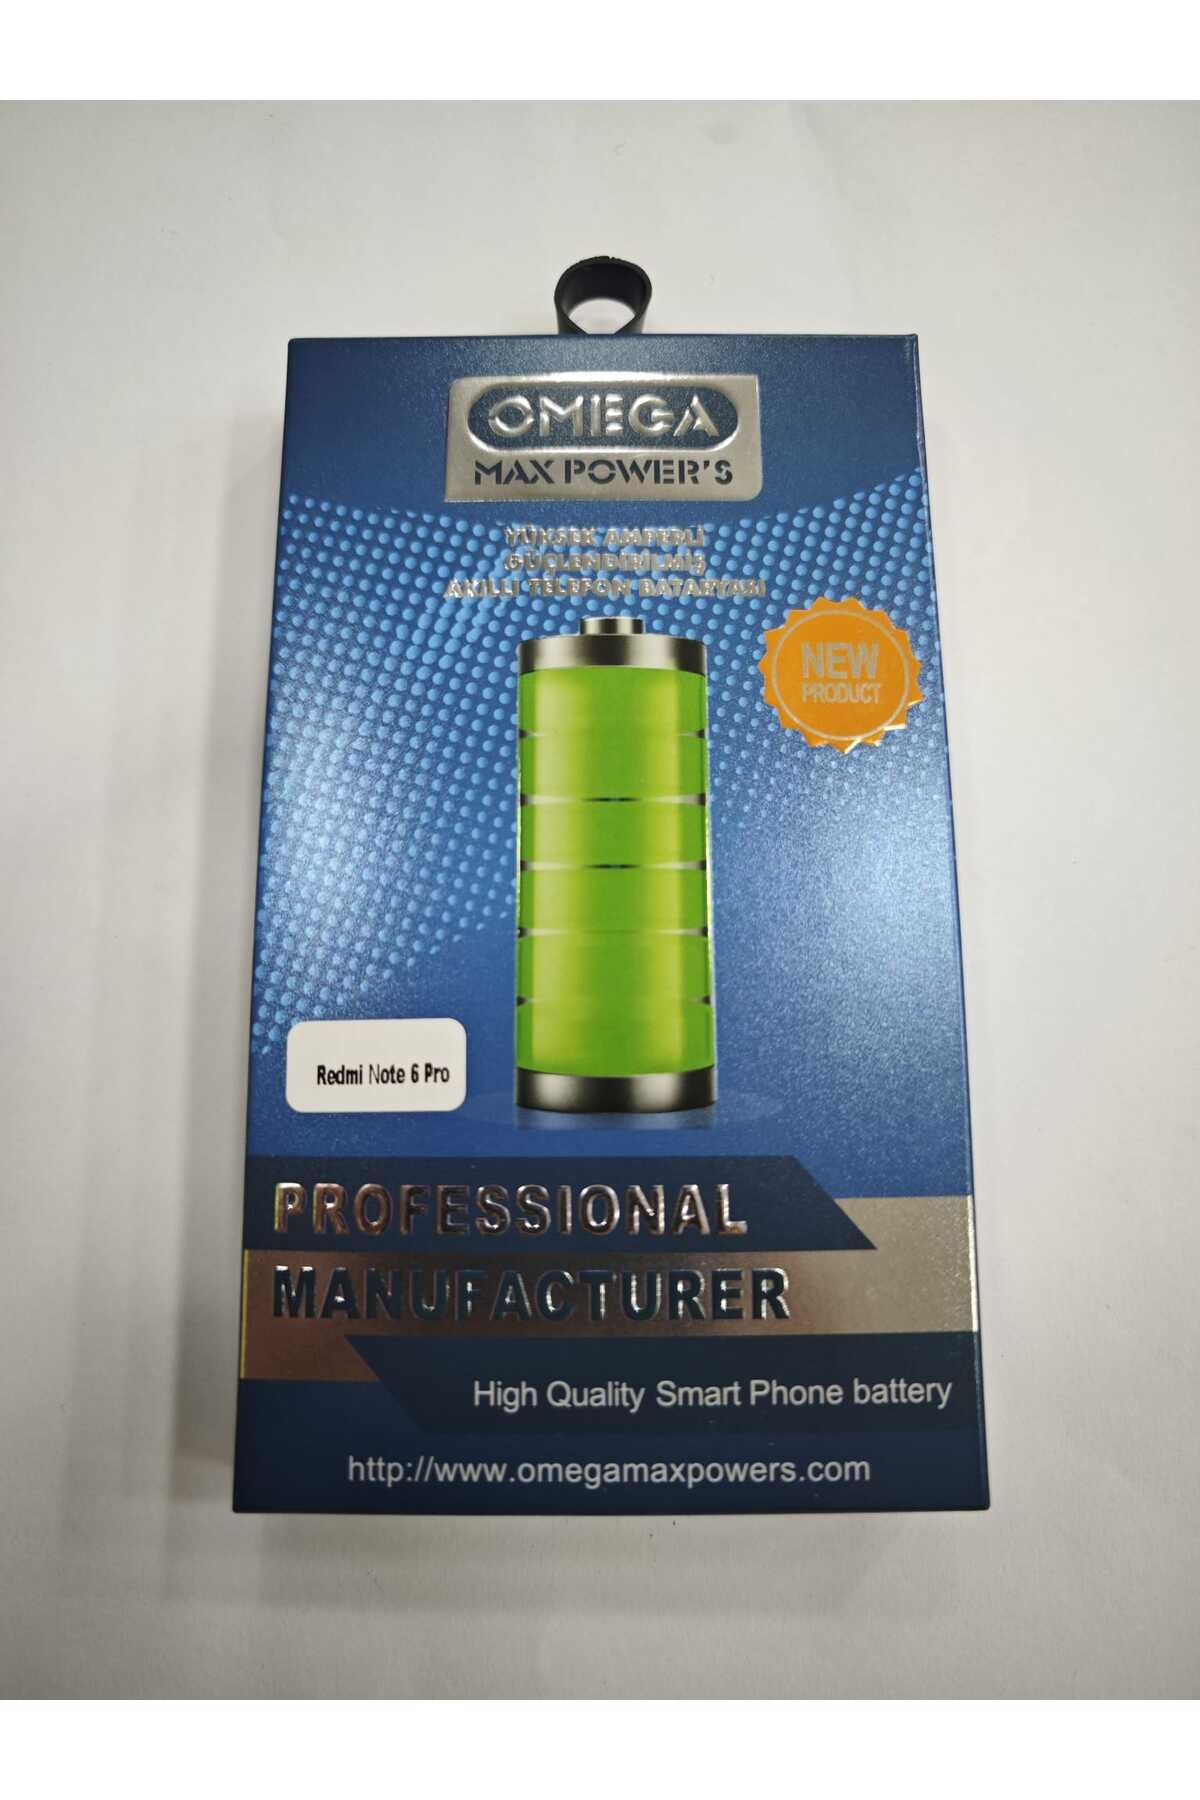 OMEGA
MAX POWER'S
YÜKSEK AMPERLİ
GÜÇLENDİRİLMİŞ
AKILLI TELEFON BATARYASI
NEW
PRODUCT
Redmi Note 6 Pro
PROFESSIONAL
MANUFACTURER
High Quality Smart Phone battery
http://www.omegamaxpowers.com